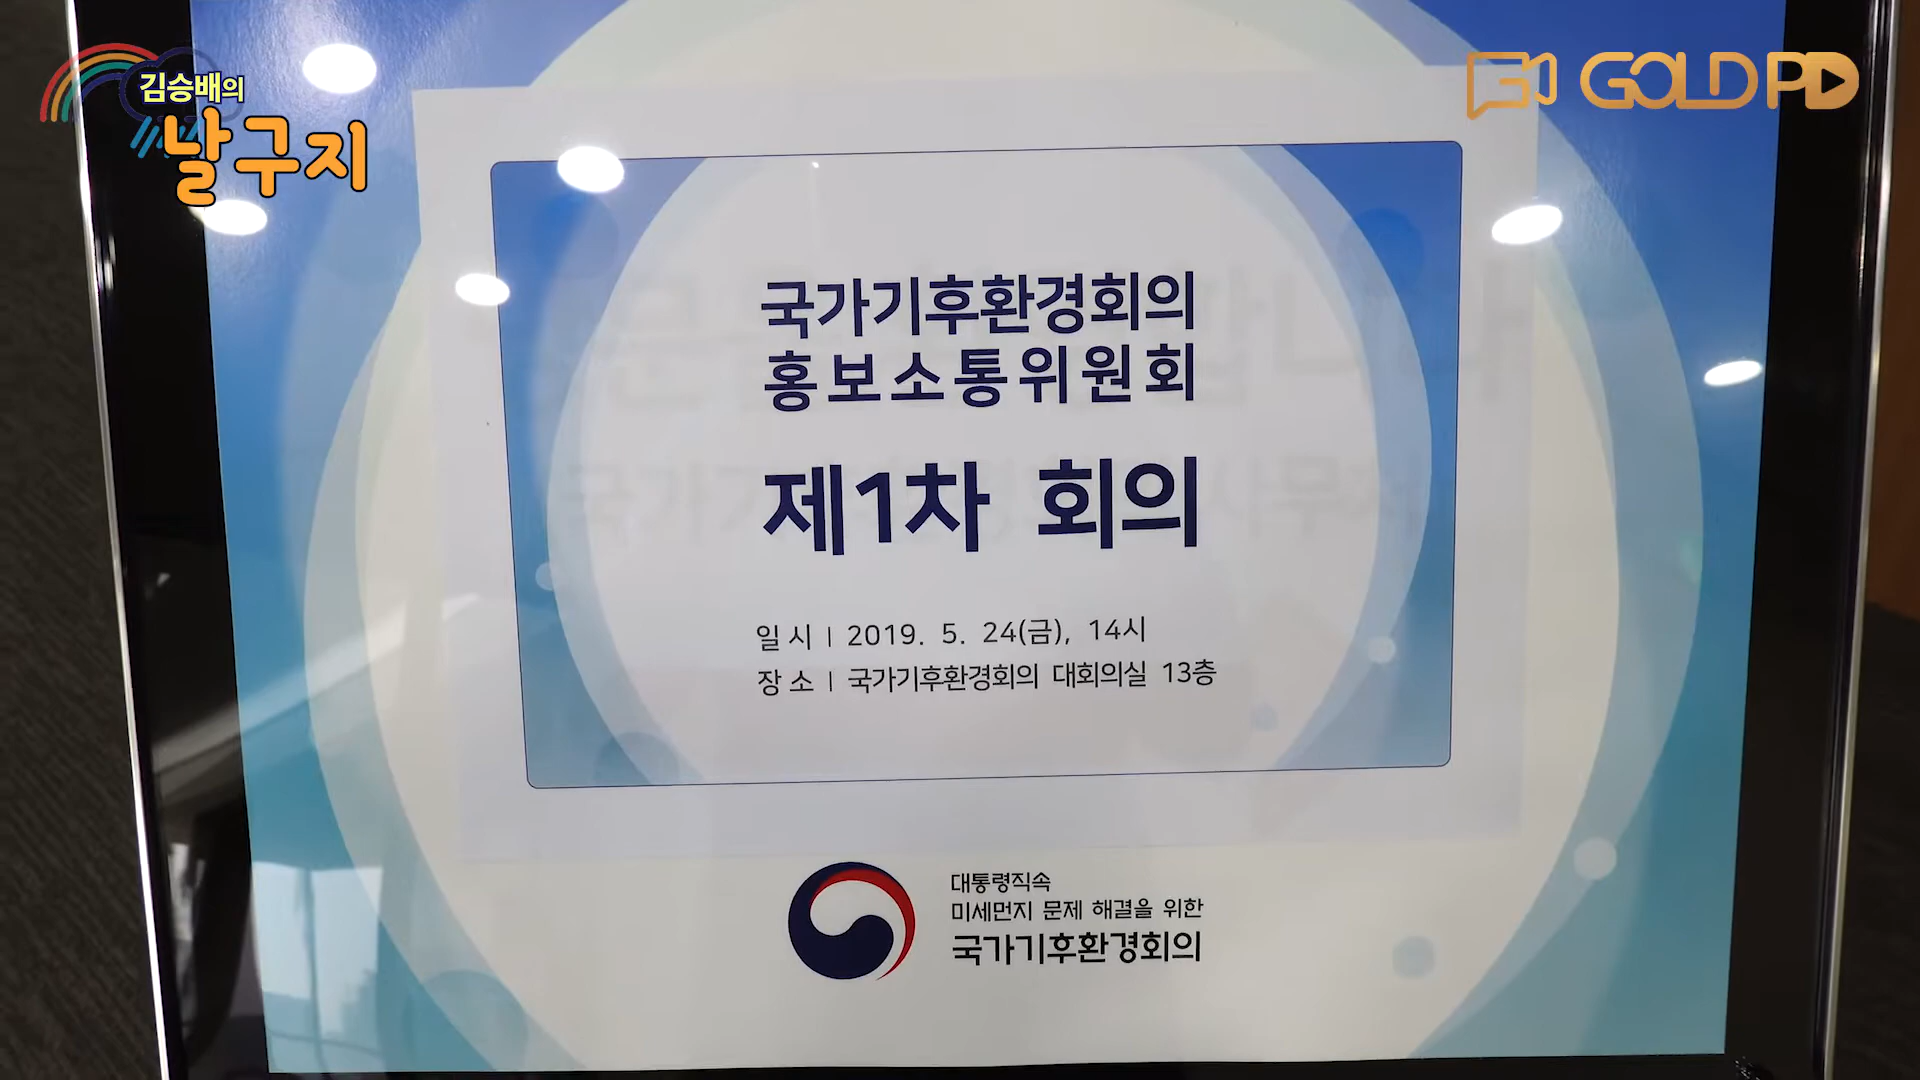 김승배의
날구지
GOLD PD
국가기후환경회의
홍보소통위원회
제1차 회의
일 시 | 2019. 5. 24(금), 14시
장 소 | 국가기후환경회의 대회의실 13층
대통령직속
미세먼지 문제 해결을 위한
국가기후환경회의